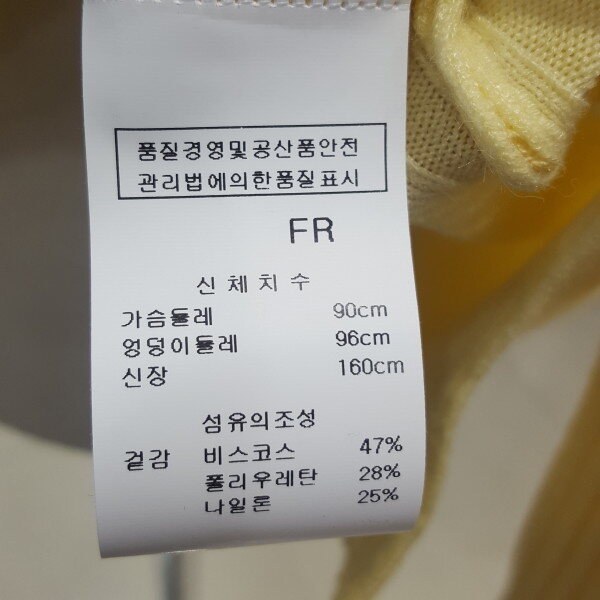 품질경영및공산품안전
관리법에의한품질표시
FR
신체치수
가슴둘레 90cm
엉덩이둘레 96cm
신장 160cm
섬유의조성
겉감 비스코스 47%
폴리우레탄 28%
나일론 25%